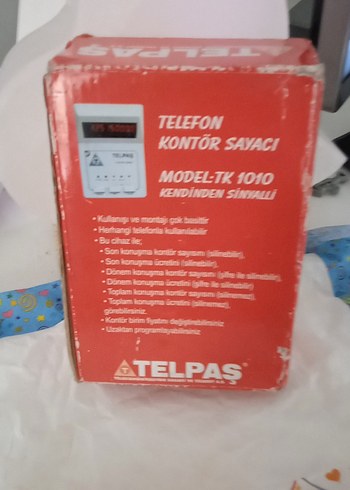 TELPAŞ
TELPAŞ
TELEFON
KONTÖR SAYACI
MODEL-TK 1010
KENDİNDEN SİNYALLİ
• Kullanışı ve montajı çok basittir
• Herhangi telefonla kullanılabilir
• Bu cihaz ile;
• Son konuşma kontör sayısını (silinebilir),
• Son konuşma ücretini (silinebilir),
• Dönem kontör sayısını (şifre ile silinebilir),
• Dönem kontör ücretini (şifre ile silinebilir)
• Toplam kontör sayısını (silinemez),
• Toplam konuşma ücretini (silinemez),
görebilirsiniz.
• Kontör birim fiyatını değiştirebilirsiniz
• Uzaktan programlayabilirsiniz
TELPAŞ